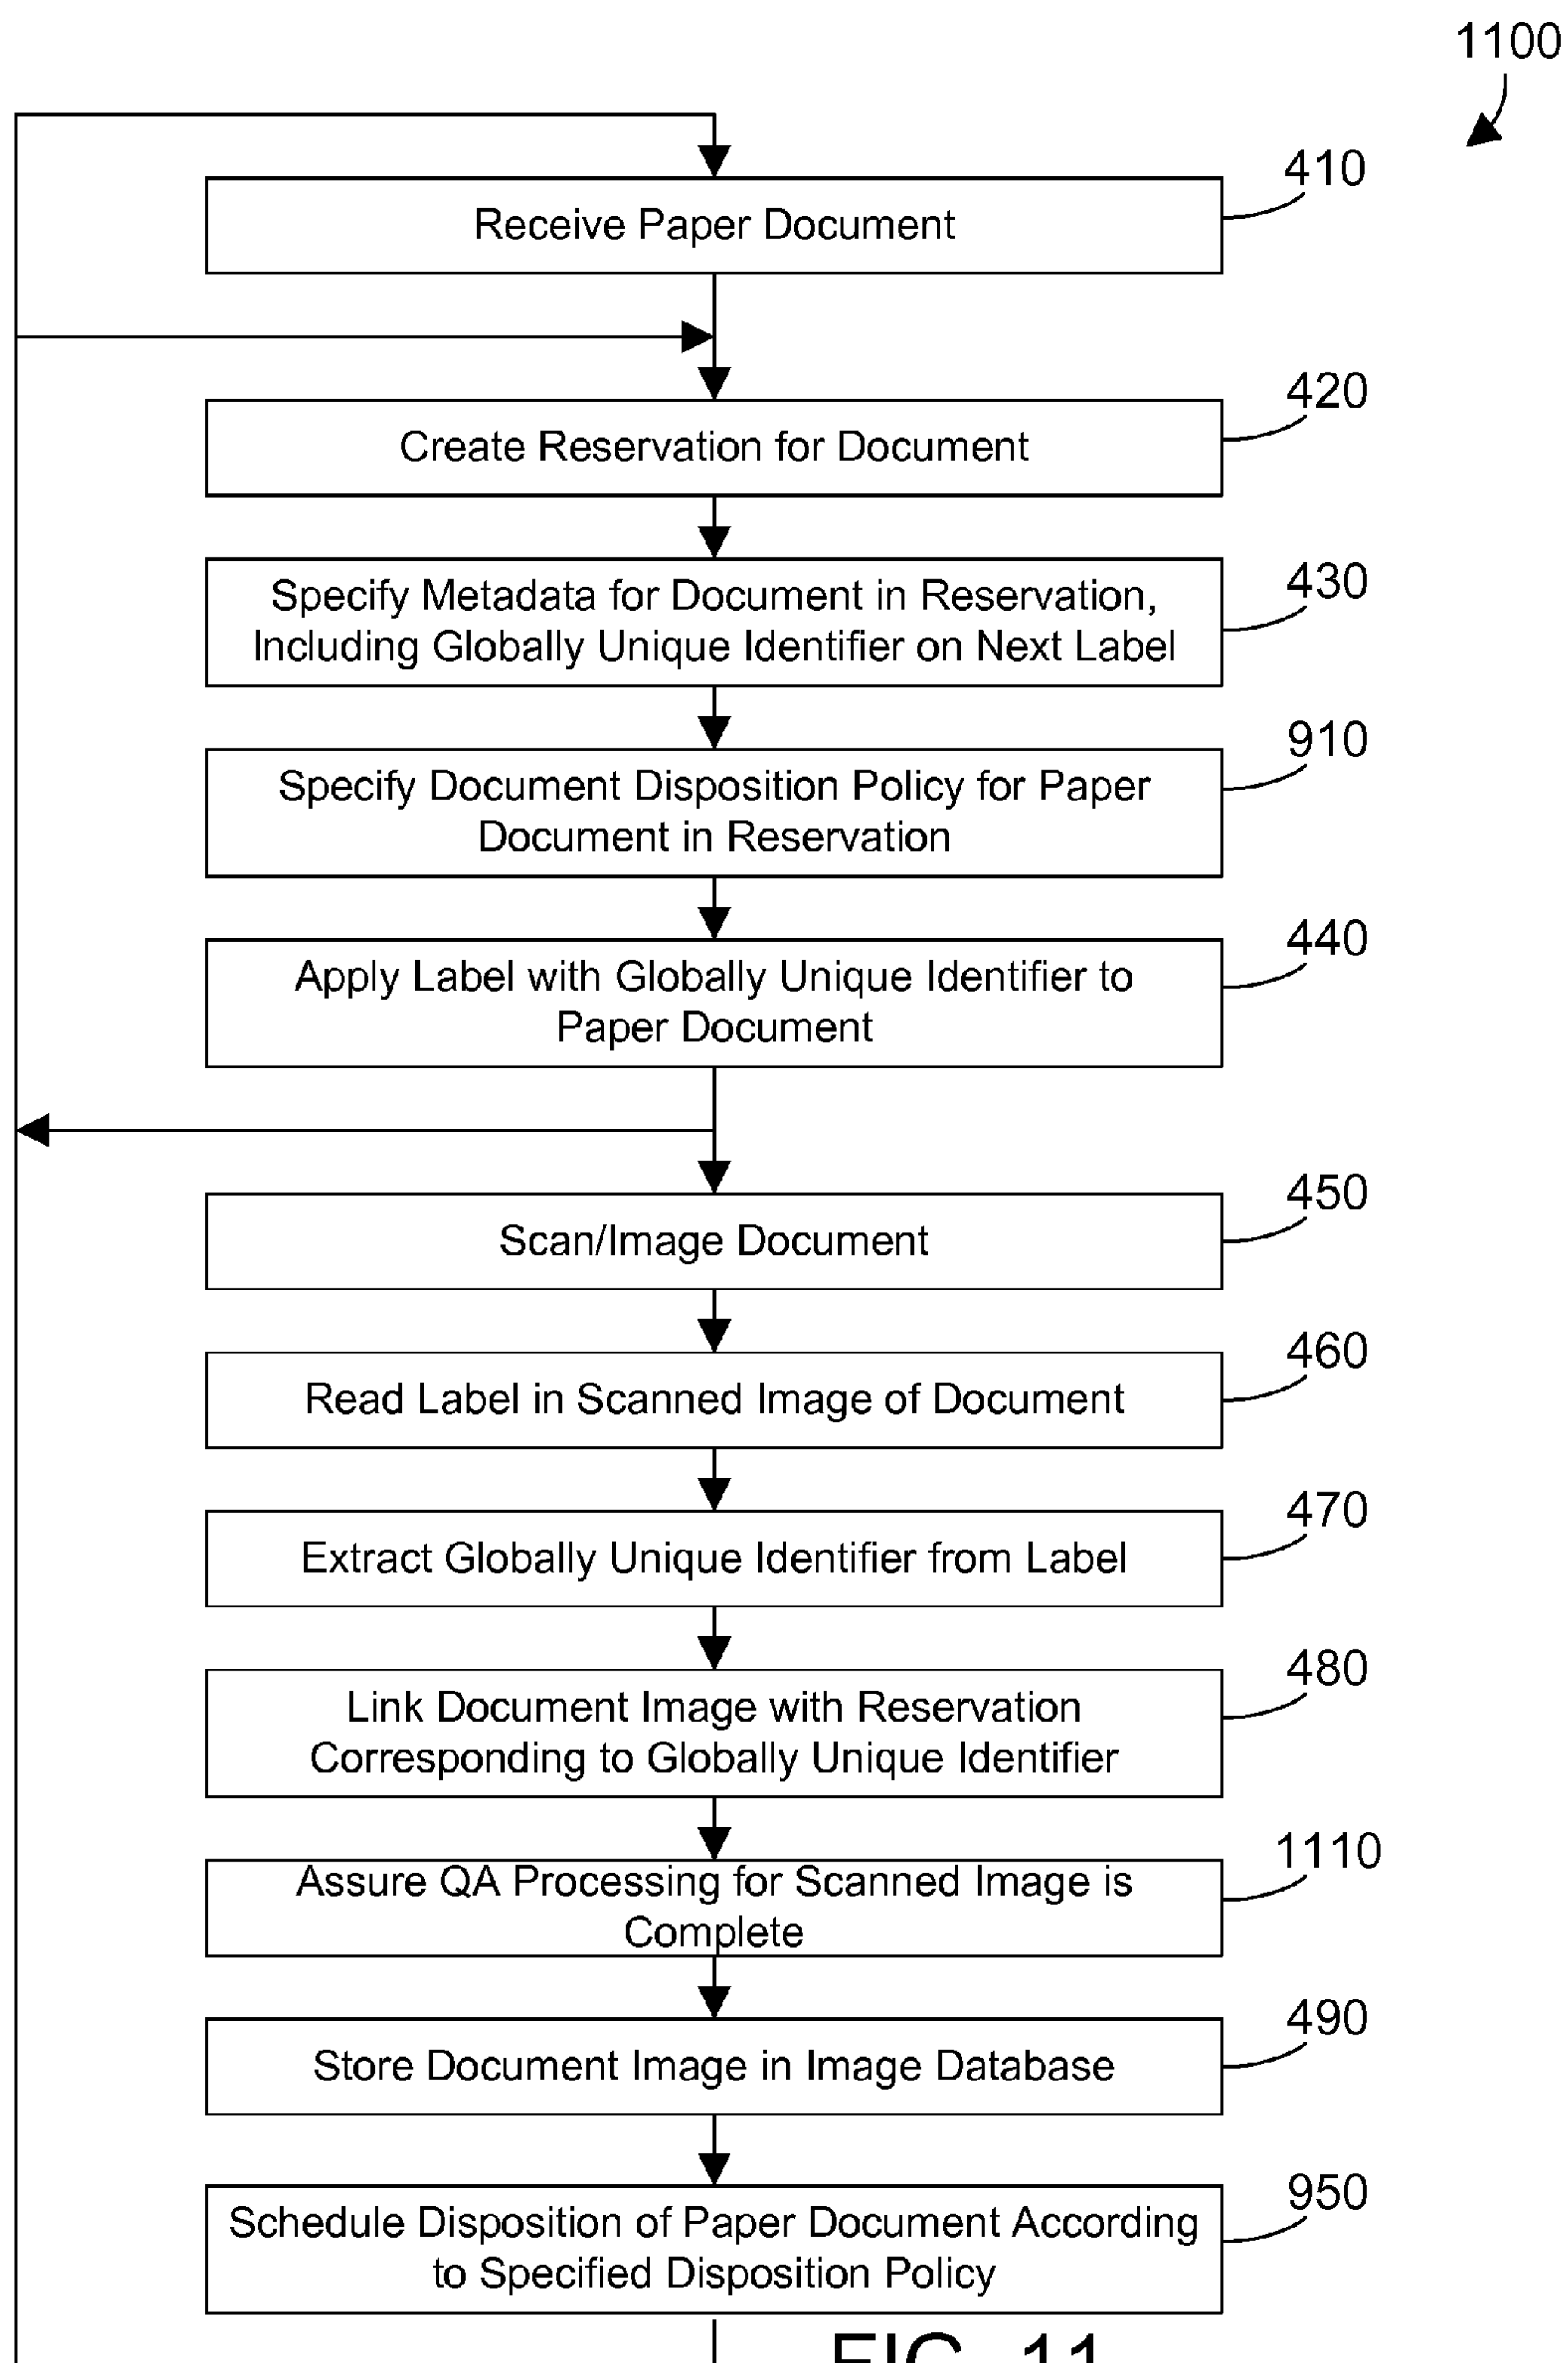 1100
410
Receive Paper Document
420
Create Reservation for Document
430
Specify Metadata for Document in Reservation,
Including Globally Unique Identifier on Next Label
910
Specify Document Disposition Policy for Paper
Document in Reservation
440
Apply Label with Globally Unique Identifier to
Paper Document
450
Scan/Image Document
460
Read Label in Scanned Image of Document
470
Extract Globally Unique Identifier from Label
480
Link Document Image with Reservation
Corresponding to Globally Unique Identifier
1110
Assure QA Processing for Scanned Image is
Complete
490
Store Document Image in Image Database
950
Schedule Disposition of Paper Document According
to Specified Disposition Policy
FIG. 11